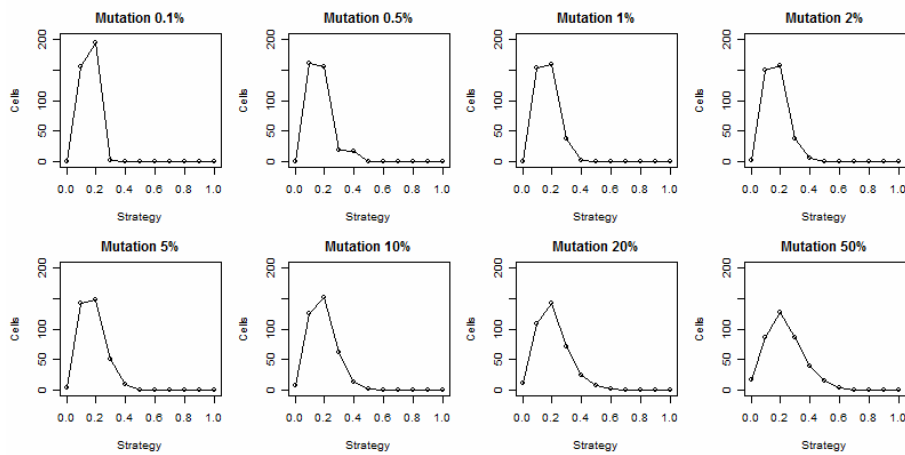 Mutation 0.1% Mutation 0.5% Mutation 1% Mutation 2%
200 200 200 200
Cells Cells Cells Cells
100 100 100 100
50 50 50 50
0 0 0 0
0.0 0.2 0.4 0.6 0.8 1.0 0.0 0.2 0.4 0.6 0.8 1.0 0.0 0.2 0.4 0.6 0.8 1.0 0.0 0.2 0.4 0.6 0.8 1.0
Strategy Strategy Strategy Strategy
Mutation 5% Mutation 10% Mutation 20% Mutation 50%
200 200 200 200
Cells Cells Cells Cells
100 100 100 100
50 50 50 50
0 0 0 0
0.0 0.2 0.4 0.6 0.8 1.0 0.0 0.2 0.4 0.6 0.8 1.0 0.0 0.2 0.4 0.6 0.8 1.0 0.0 0.2 0.4 0.6 0.8 1.0
Strategy Strategy Strategy Strategy